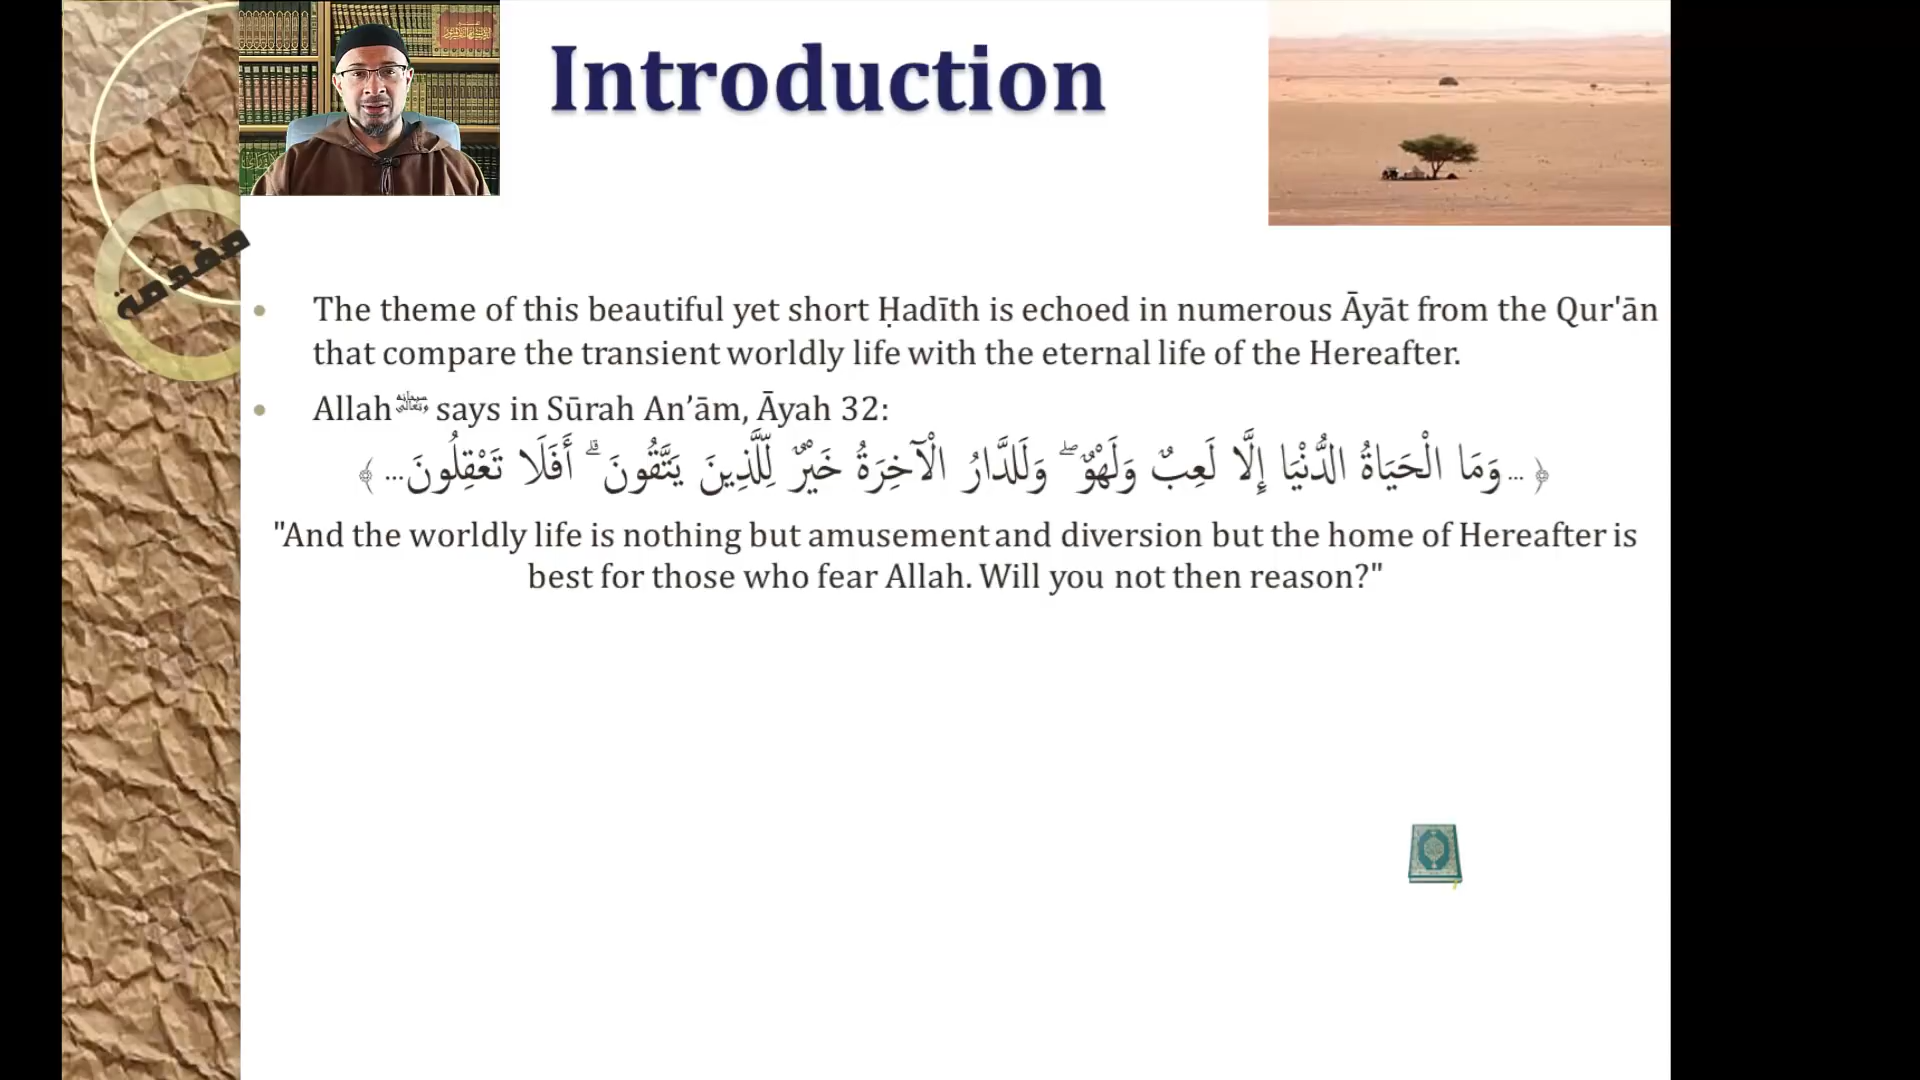 Introduction
مقدمة
The theme of this beautiful yet short Ḥadīth is echoed in numerous Āyāt from the Qur'ān
that compare the transient worldly life with the eternal life of the Hereafter.
Allah سبحانه وتعالى says in Sūrah An’ām, Āyah 32:
﴿ ... وَمَا الْحَيَاةُ الدُّنْيَا إِلَّا لَعِبٌ وَلَهْوٌ ۖ وَلَلدَّارُ الْآخِرَةُ خَيْرٌ لِّلَّذِينَ يَتَّقُونَ ۗ أَفَلَا تَعْقِلُونَ... ﴾
"And the worldly life is nothing but amusement and diversion but the home of Hereafter is
best for those who fear Allah. Will you not then reason?"